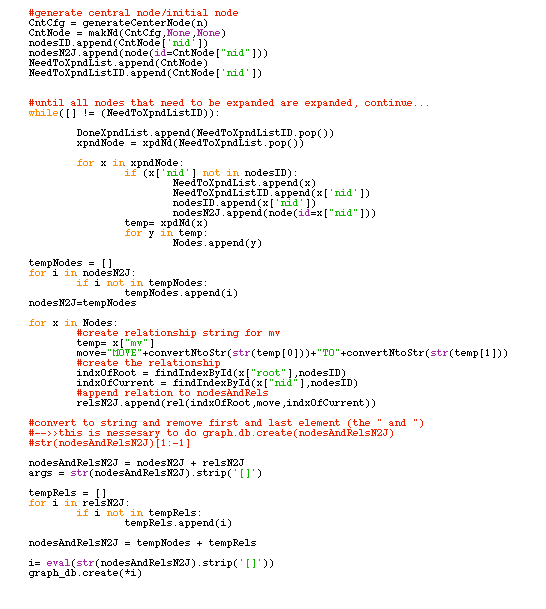 #generate central node/initial node
CntCfg = generateCenterNode(n)
CntNode = makNd(CntCfg,None,None)
nodesID.append(CntNode['nid'])
nodesN2J.append(node(id=CntNode["nid"]))
NeedToXpndList.append(CntNode)
NeedToXpndListID.append(CntNode['nid'])
#until all nodes that need to be expanded are expanded, continue...
while([] != (NeedToXpndListID)):
DoneXpndList.append(NeedToXpndListID.pop())
xpndNode = xpdNd(NeedToXpndList.pop())
for x in xpndNode:
if (x['nid'] not in nodesID):
NeedToXpndList.append(x)
NeedToXpndListID.append(x['nid'])
nodesID.append(x['nid'])
nodesN2J.append(node(id=x["nid"]))
temp= xpdNd(x)
for y in temp:
Nodes.append(y)
tempNodes = []
for i in nodesN2J:
if i not in tempNodes:
tempNodes.append(i)
nodesN2J=tempNodes
for x in Nodes:
#create relationship string for mv
temp= x["mv"]
move="MOVE"+convertNtoStr(str(temp[0]))+"TO"+convertNtoStr(str(temp[1]))
#create the relationship
indxOfRoot = findIndexById(x["root"],nodesID)
indxOfCurrent = findIndexById(x["nid"],nodesID)
#append relation to nodesAndRels
relsN2J.append(rel(indxOfRoot,move,indxOfCurrent))
#convert to string and remove first and last element (the " and ")
#-->>this is nessesary to do graph.db.create(nodesAndRelsN2J)
#str(nodesAndRelsN2J)[1:-1]
nodesAndRelsN2J = nodesN2J + relsN2J
args = str(nodesAndRelsN2J).strip('[]')
tempRels = []
for i in relsN2J:
if i not in tempRels:
tempRels.append(i)
nodesAndRelsN2J = tempNodes + tempRels
i= eval(str(nodesAndRelsN2J).strip('[]'))
graph_db.create(*i)